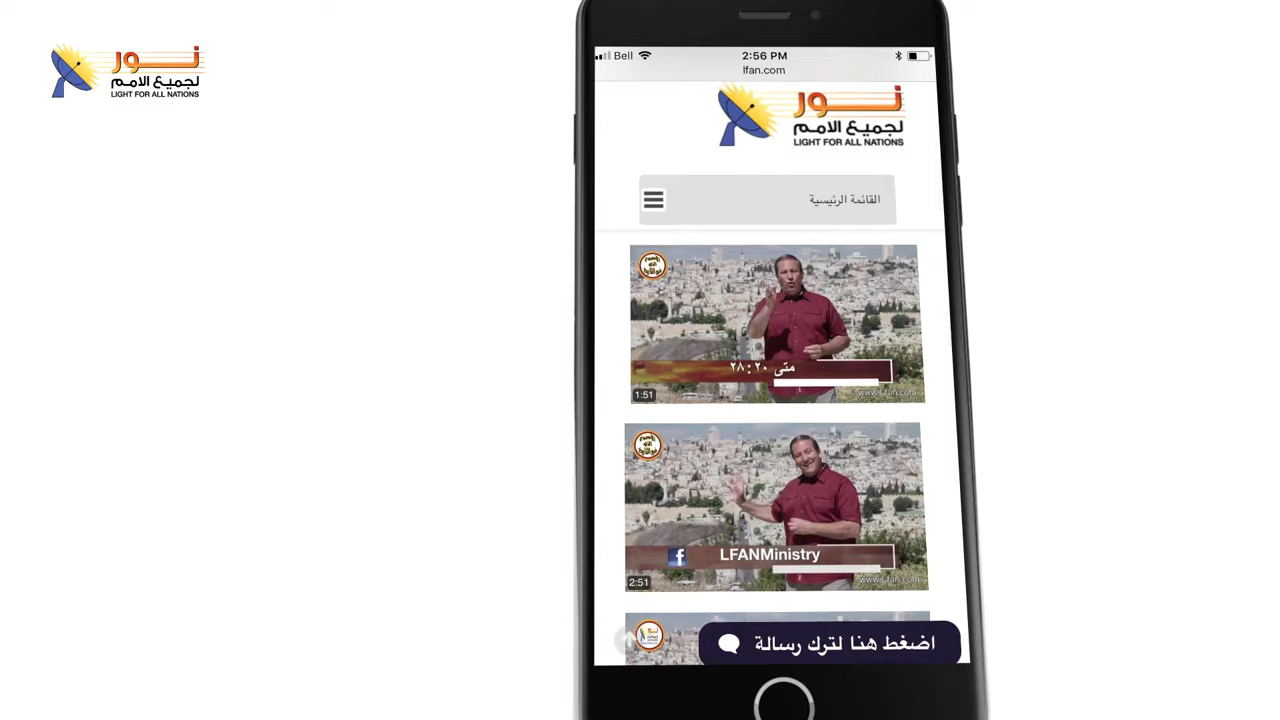 نور
لجميع الامم
LIGHT FOR ALL NATIONS
Bell
2:56 PM
lfan.com
نور
لجميع الامم
LIGHT FOR ALL NATIONS
القائمة الرئيسية
متى ٢٨:٢٠
1:51
www.Lfan.com
LFANMinistry
2:51
www.Lfan.com
اضغط هنا لترك رسالة